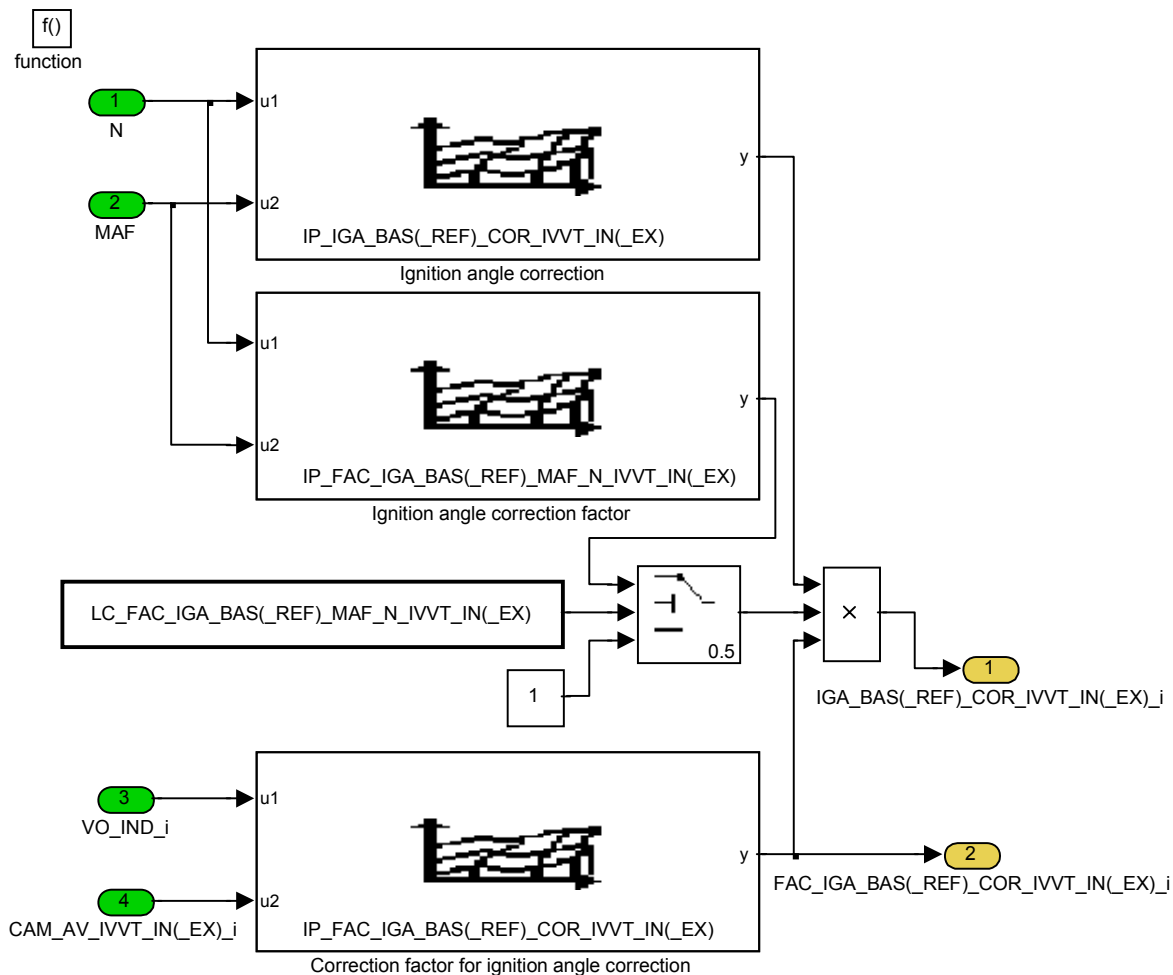 f()
function
1
N
2
MAF
u1
u2
y
IP_IGA_BAS(_REF)_COR_IVVT_IN(_EX)
Ignition angle correction
u1
u2
y
IP_FAC_IGA_BAS(_REF)_MAF_N_IVVT_IN(_EX)
Ignition angle correction factor
LC_FAC_IGA_BAS(_REF)_MAF_N_IVVT_IN(_EX)
0.5
×
1
1
IGA_BAS(_REF)_COR_IVVT_IN(_EX)_i
3
VO_IND_i
4
CAM_AV_IVVT_IN(_EX)_i
u1
u2
y
IP_FAC_IGA_BAS(_REF)_COR_IVVT_IN(_EX)
Correction factor for ignition angle correction
2
FAC_IGA_BAS(_REF)_COR_IVVT_IN(_EX)_i